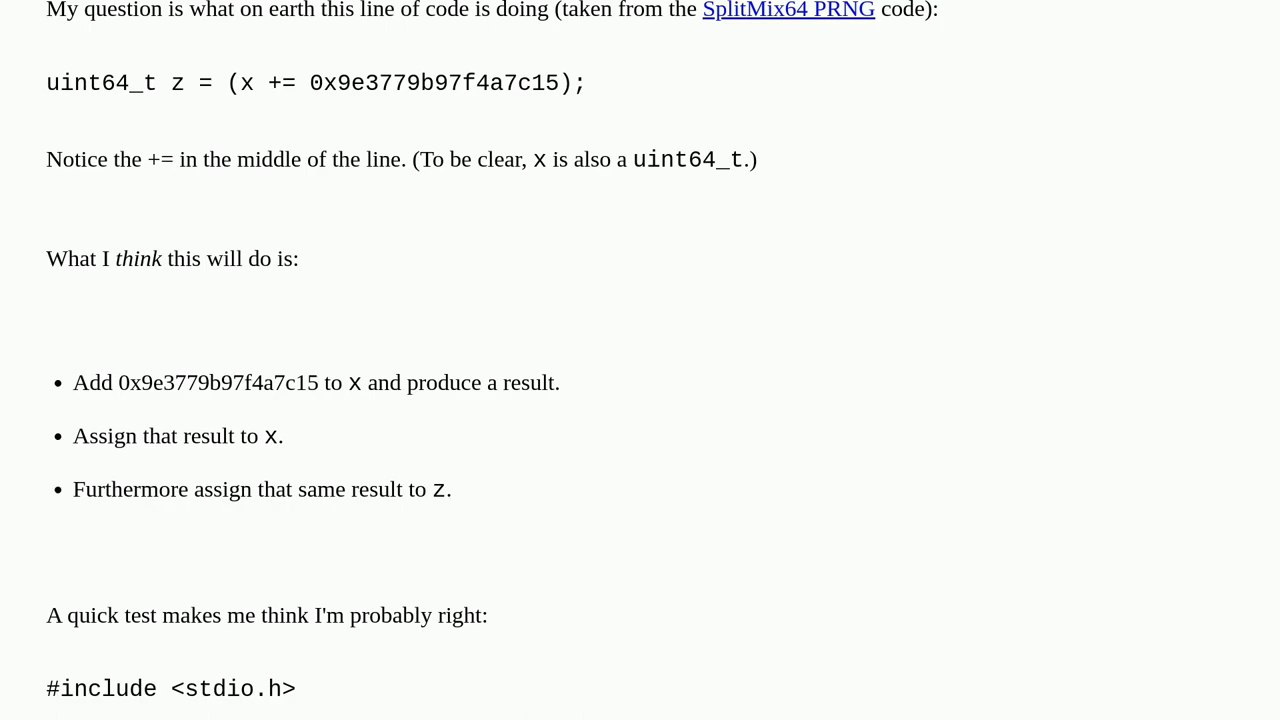 My question is what on earth this line of code is doing (taken from the SplitMix64 PRNG code):
uint64_t z = (x += 0x9e3779b97f4a7c15);
Notice the += in the middle of the line. (To be clear, x is also a uint64_t.)
What I think this will do is:
• Add 0x9e3779b97f4a7c15 to x and produce a result.
• Assign that result to x.
• Furthermore assign that same result to z.
A quick test makes me think I'm probably right:
#include <stdio.h>